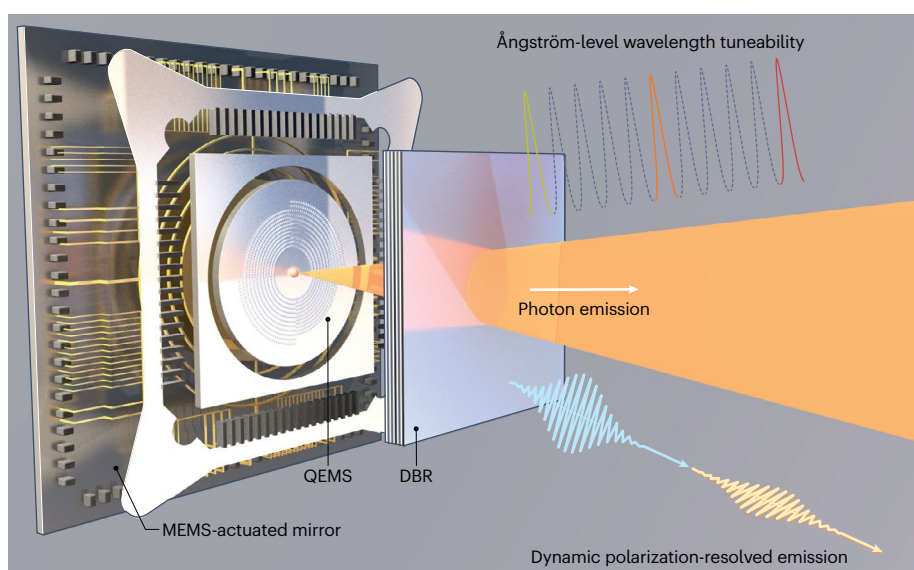 Ångström-level wavelength tuneability
Photon emission
QEMS
DBR
MEMS-actuated mirror
Dynamic polarization-resolved emission